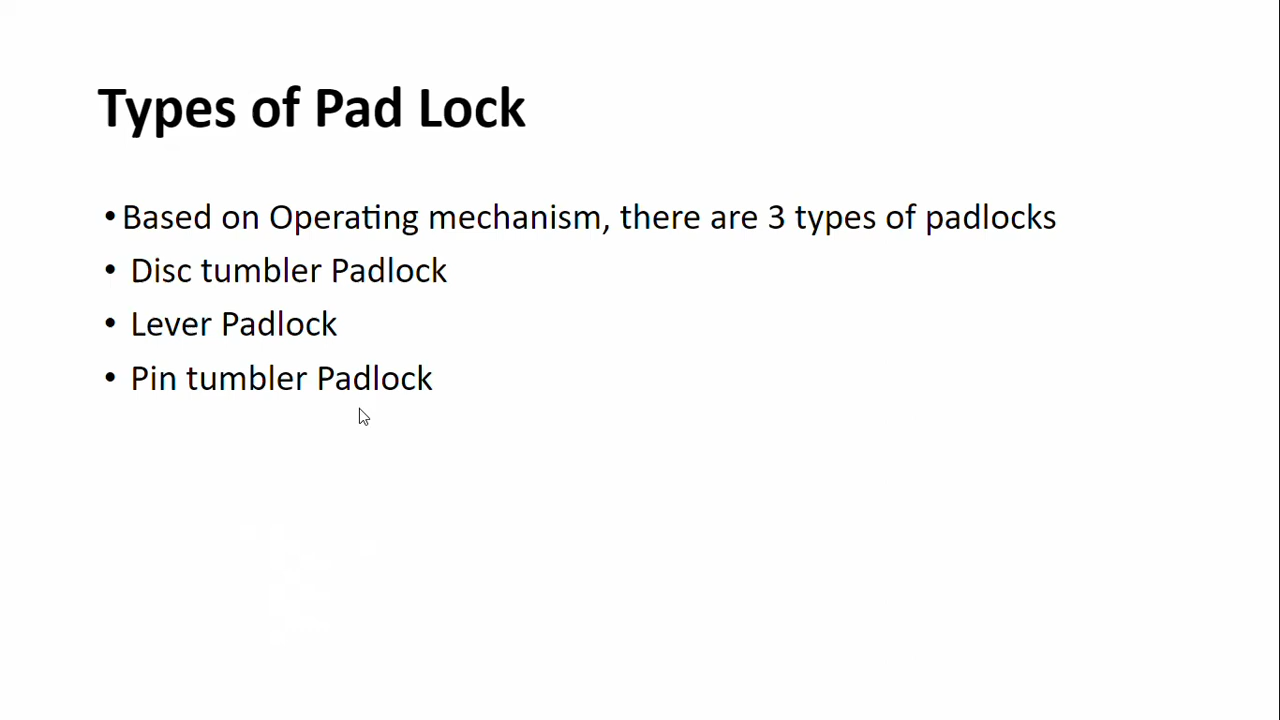 Types of Pad Lock
•Based on Operating mechanism, there are 3 types of padlocks
• Disc tumbler Padlock
• Lever Padlock
• Pin tumbler Padlock